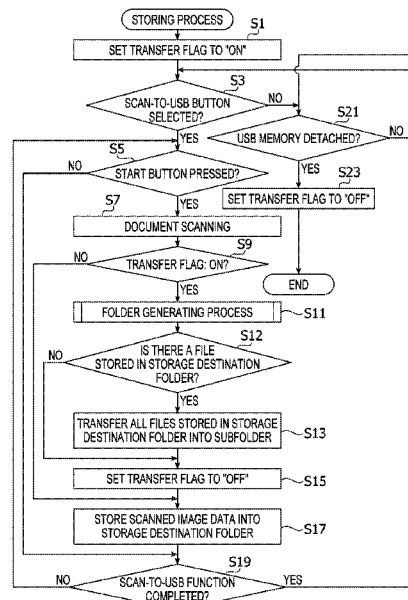 STORING PROCESS
S1
SET TRANSFER FLAG TO "ON"
S3
SCAN-TO-USB BUTTON
SELECTED?
NO
YES
S21
USB MEMORY DETACHED?
NO
YES
S23
SET TRANSFER FLAG TO "OFF"
END
S5
NO
START BUTTON PRESSED?
YES
S7
DOCUMENT SCANNING
S9
NO
TRANSFER FLAG: ON?
YES
FOLDER GENERATING PROCESS
S11
S12
NO
IS THERE A FILE
STORED IN STORAGE
DESTINATION
FOLDER?
YES
TRANSFER ALL FILES STORED IN STORAGE
DESTINATION FOLDER INTO SUBFOLDER
S13
SET TRANSFER FLAG TO "OFF"
S15
STORE SCANNED IMAGE DATA INTO
STORAGE DESTINATION FOLDER
S17
S19
NO
SCAN-TO-USB FUNCTION
COMPLETED?
YES